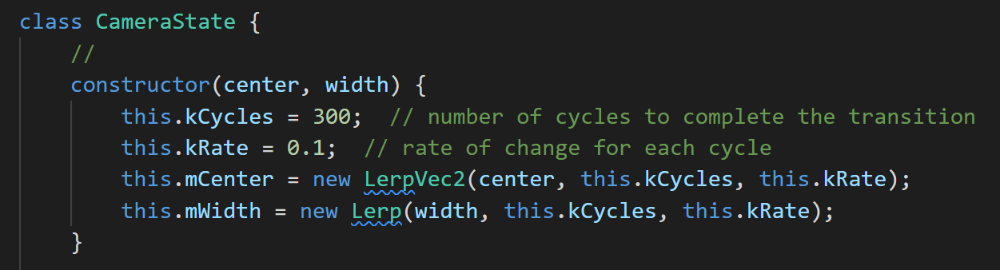 class CameraState {
    //
    constructor(center, width) {
        this.kCycles = 300;  // number of cycles to complete the transition
        this.kRate = 0.1;  // rate of change for each cycle
        this.mCenter = new LerpVec2(center, this.kCycles, this.kRate);
        this.mWidth = new Lerp(width, this.kCycles, this.kRate);
    }